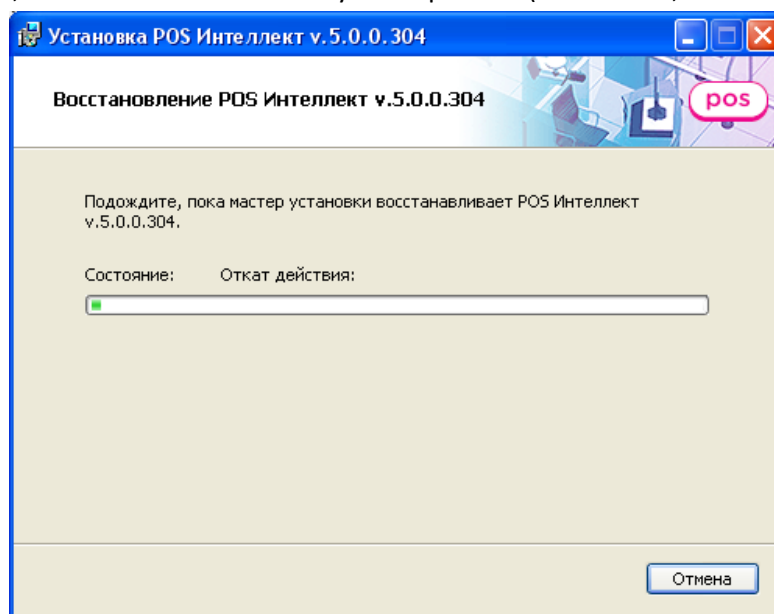 Установка POS Интеллект v.5.0.0.304
Восстановление POS Интеллект v.5.0.0.304
pos
Подождите, пока мастер установки восстанавливает POS Интеллект
v.5.0.0.304.
Состояние: Откат действия:
Отмена